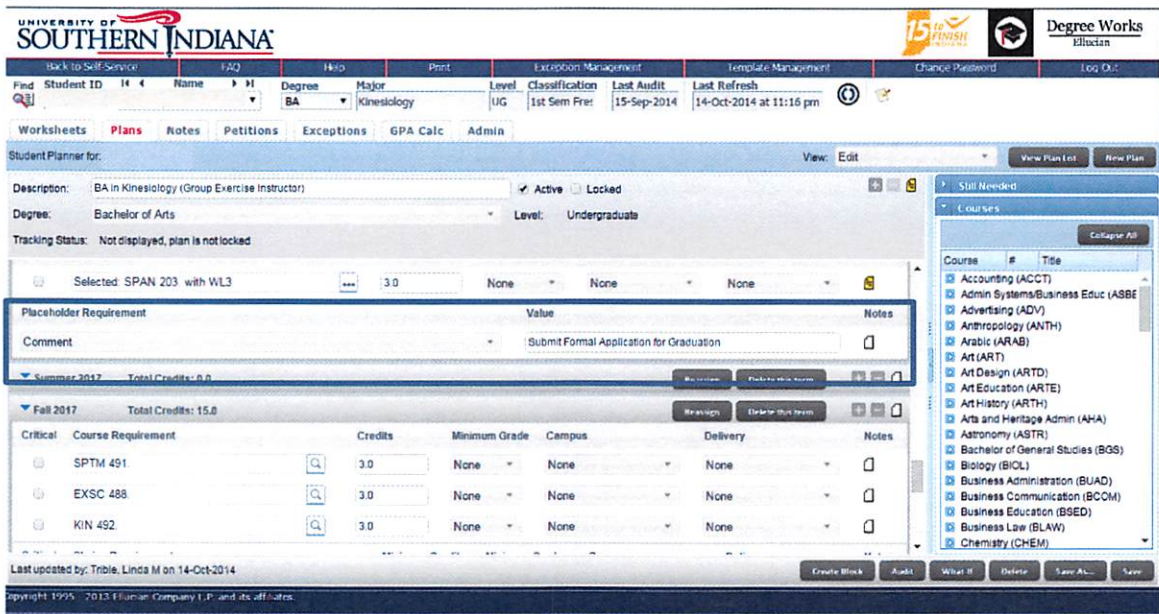 UNIVERSITY OF
SOUTHERN INDIANA
15 to FINISH INDIANA
Degree Works
Ellucian
Back to Self-Service FAQ Help Print Exception Management Template Management Change Password Log Out
Find Student ID Name Degree Major Level Classification Last Audit Last Refresh
BA Kinesiology UG 1st Sem Fres 15-Sep-2014 14-Oct-2014 at 11:16 pm
Worksheets Plans Notes Petitions Exceptions GPA Calc Admin
Student Planner for: View: Edit View Plan List New Plan
Description: BA in Kinesiology (Group Exercise Instructor) Active Locked
Degree: Bachelor of Arts Level: Undergraduate
Tracking Status: Not displayed, plan is not locked
Selected: SPAN 203 with WL3 ... 3.0 None None None
Placeholder Requirement Value Notes
Comment Submit Formal Application for Graduation
Summer 2017 Total Credits: 0.0 Reassign Delete this term
Fall 2017 Total Credits: 15.0 Reassign Delete this term
Critical Course Requirement Credits Minimum Grade Campus Delivery Notes
SPTM 491. 3.0 None None None
EXSC 488. 3.0 None None None
KIN 492. 3.0 None None None
Still Needed
Courses
Collapse All
Course # Title
Accounting (ACCT)
Admin Systems/Business Educ (ASBE
Advertising (ADV)
Anthropology (ANTH)
Arabic (ARAB)
Art (ART)
Art Design (ARTD)
Art Education (ARTE)
Art History (ARTH)
Arts and Heritage Admin (AHA)
Astronomy (ASTR)
Bachelor of General Studies (BGS)
Biology (BIOL)
Business Administration (BUAD)
Business Communication (BCOM)
Business Education (BSED)
Business Law (BLAW)
Chemistry (CHEM)
Last updated by: Trible, Linda M on 14-Oct-2014 Create Block Audit What If Delete Save As... Save
Copyright 1995 - 2013 Ellucian Company L.P. and its affiliates.